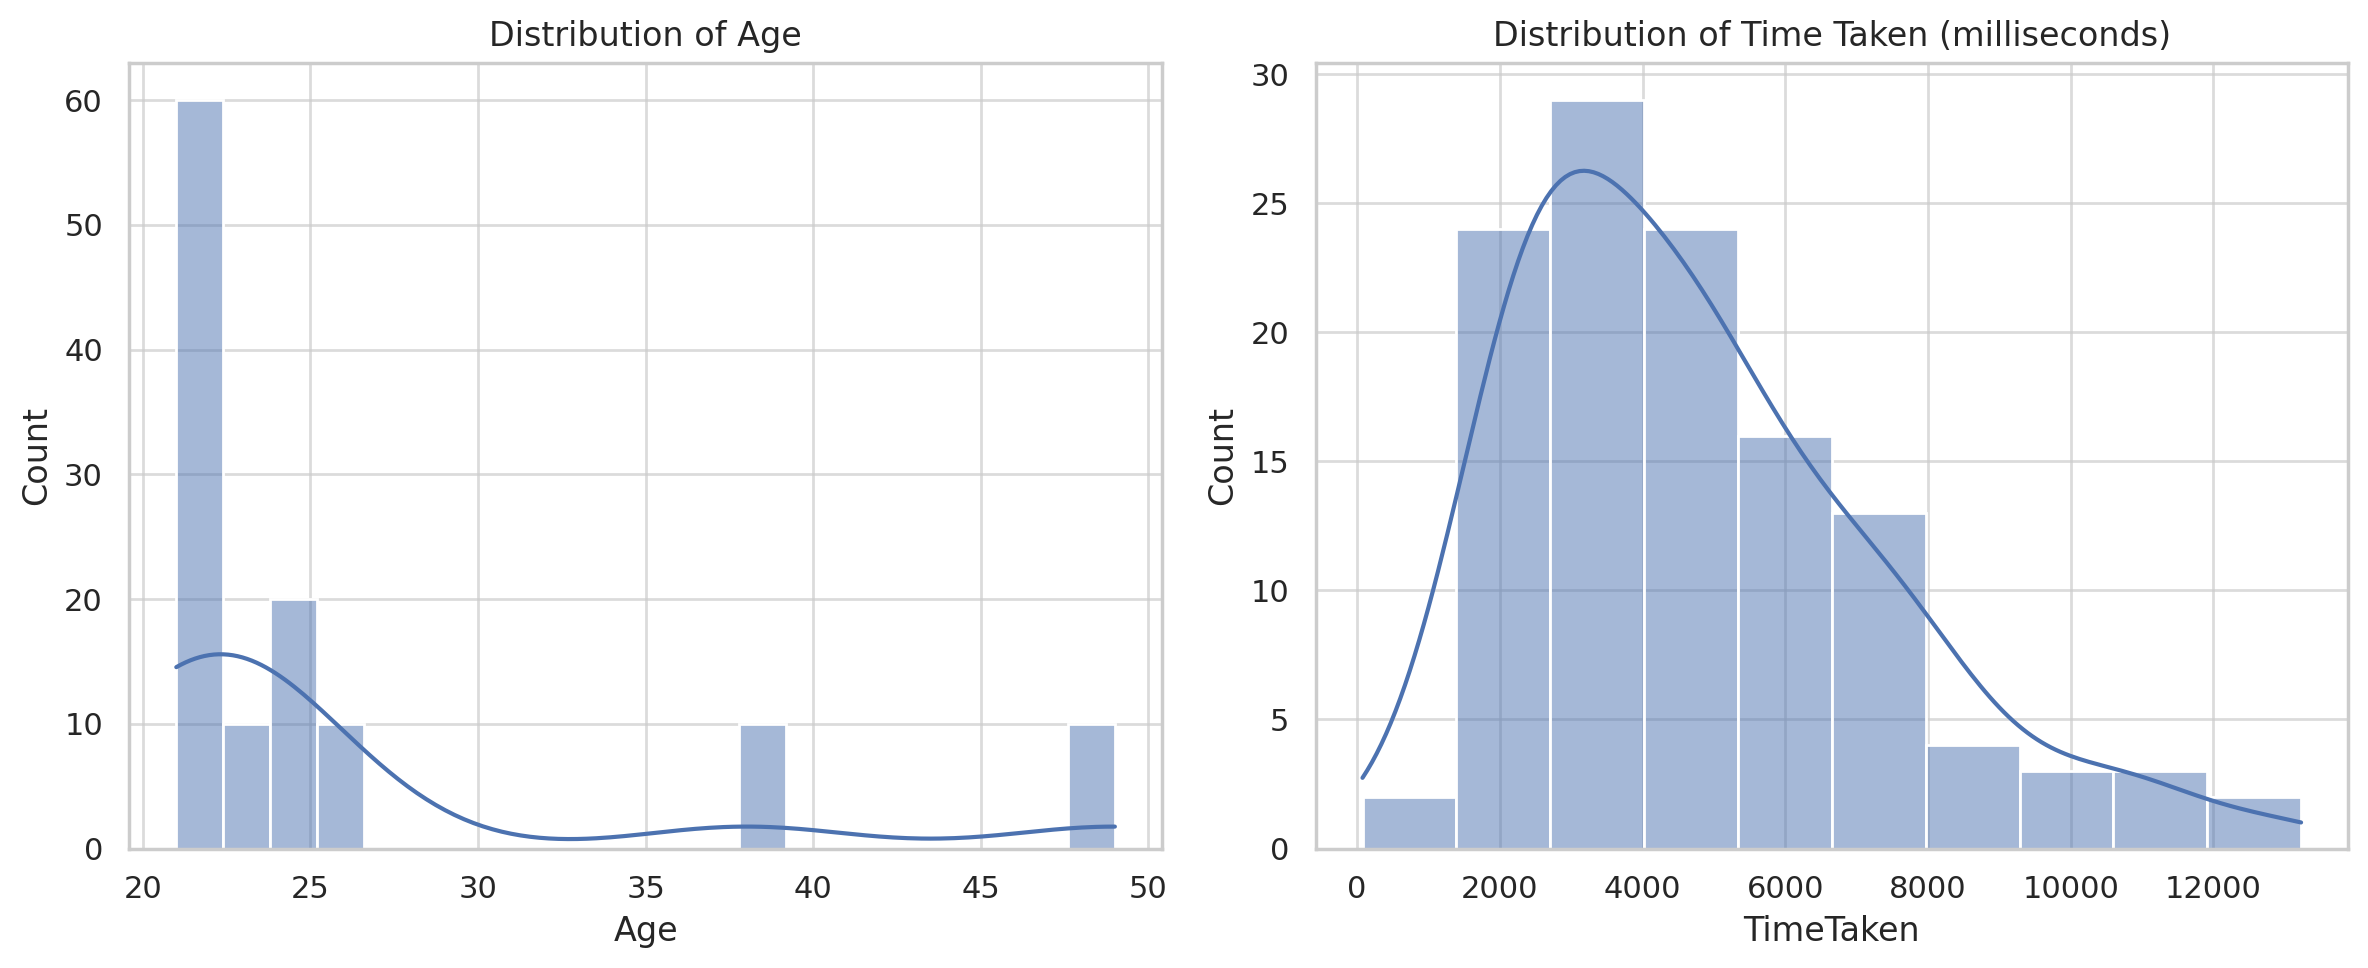 Distribution of Age
60
50
40
30
20
10
0
Count
20 25 30 35 40 45 50
Age
Distribution of Time Taken (milliseconds)
30
25
20
15
10
5
0
Count
0 2000 4000 6000 8000 10000 12000
TimeTaken